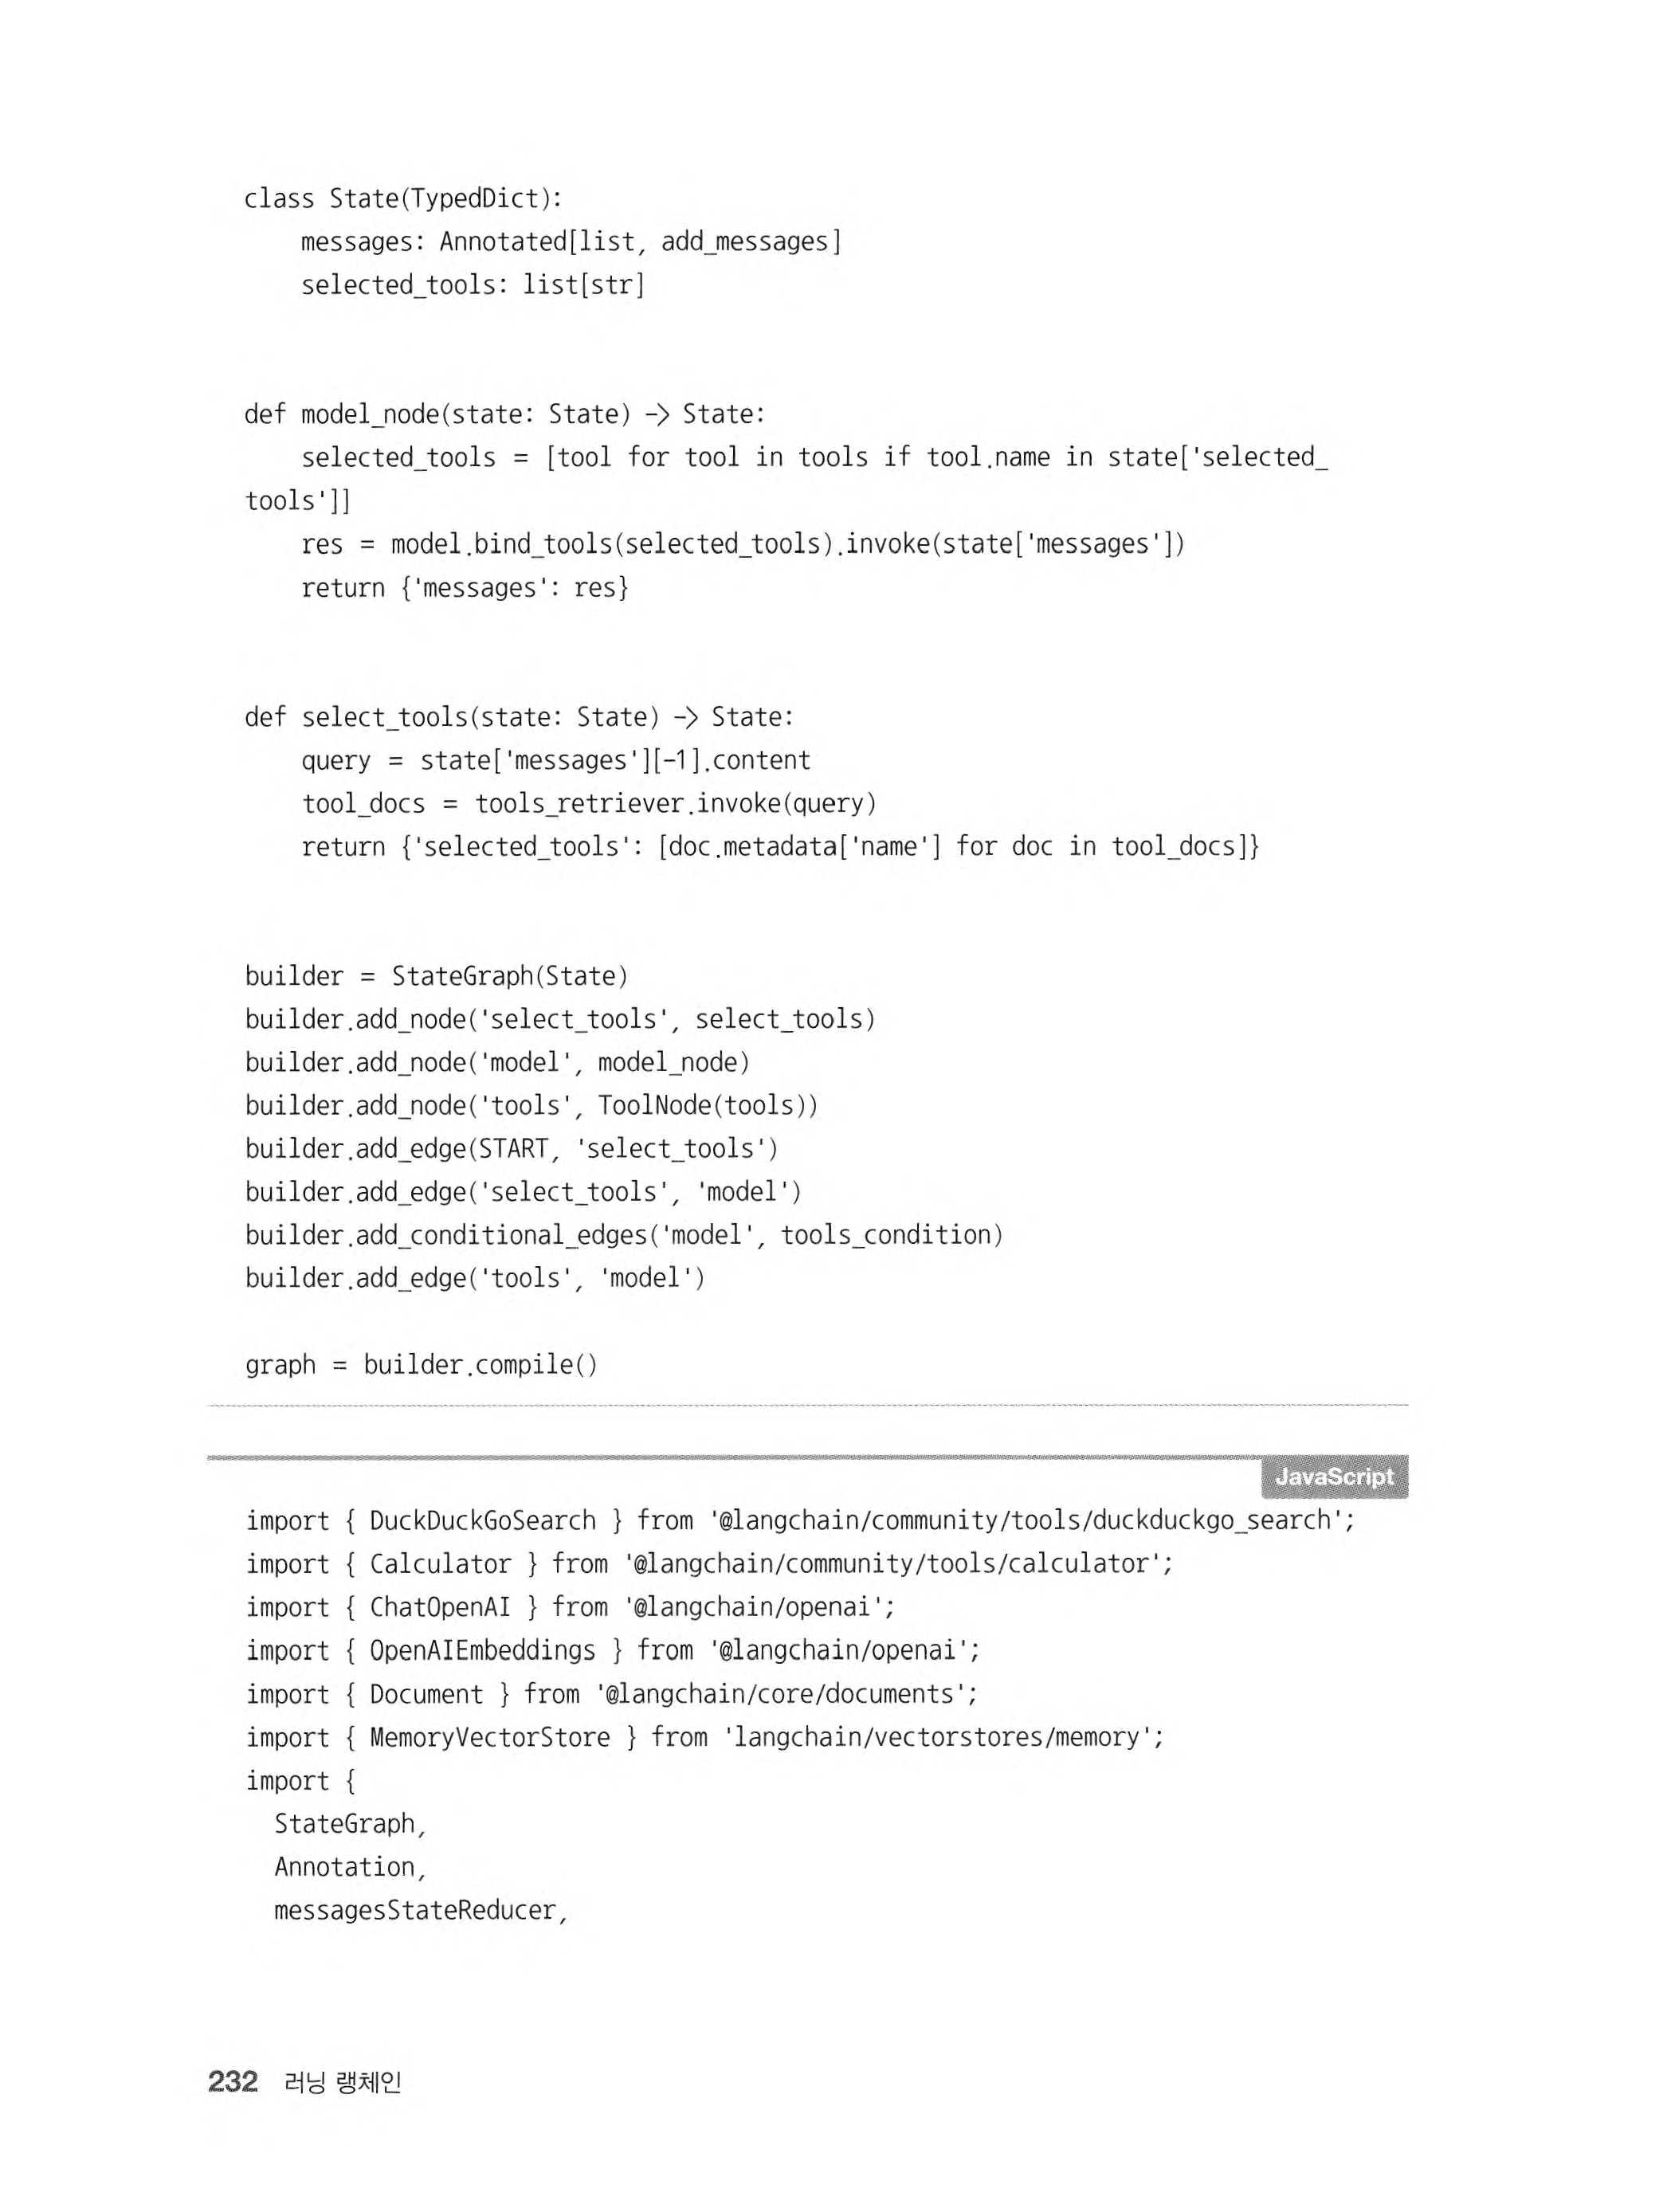 class State(TypedDict):
    messages: Annotated[list, add_messages]
    selected_tools: list[str]
def model_node(state: State) -> State:
    selected_tools = [tool for tool in tools if tool.name in state['selected_
tools']]
    res = model.bind_tools(selected_tools).invoke(state['messages'])
    return {'messages': res}
def select_tools(state: State) -> State:
    query = state['messages'][-1].content
    tool_docs = tools_retriever.invoke(query)
    return {'selected_tools': [doc.metadata['name'] for doc in tool_docs]}
builder = StateGraph(State)
builder.add_node('select_tools', select_tools)
builder.add_node('model', model_node)
builder.add_node('tools', ToolNode(tools))
builder.add_edge(START, 'select_tools')
builder.add_edge('select_tools', 'model')
builder.add_conditional_edges('model', tools_condition)
builder.add_edge('tools', 'model')
graph = builder.compile()
JavaScript
import { DuckDuckGoSearch } from '@langchain/community/tools/duckduckgo_search';
import { Calculator } from '@langchain/community/tools/calculator';
import { ChatOpenAI } from '@langchain/openai';
import { OpenAIEmbeddings } from '@langchain/openai';
import { Document } from '@langchain/core/documents';
import { MemoryVectorStore } from 'langchain/vectorstores/memory';
import {
  StateGraph,
  Annotation,
  messagesStateReducer,
232 러닝 랭체인